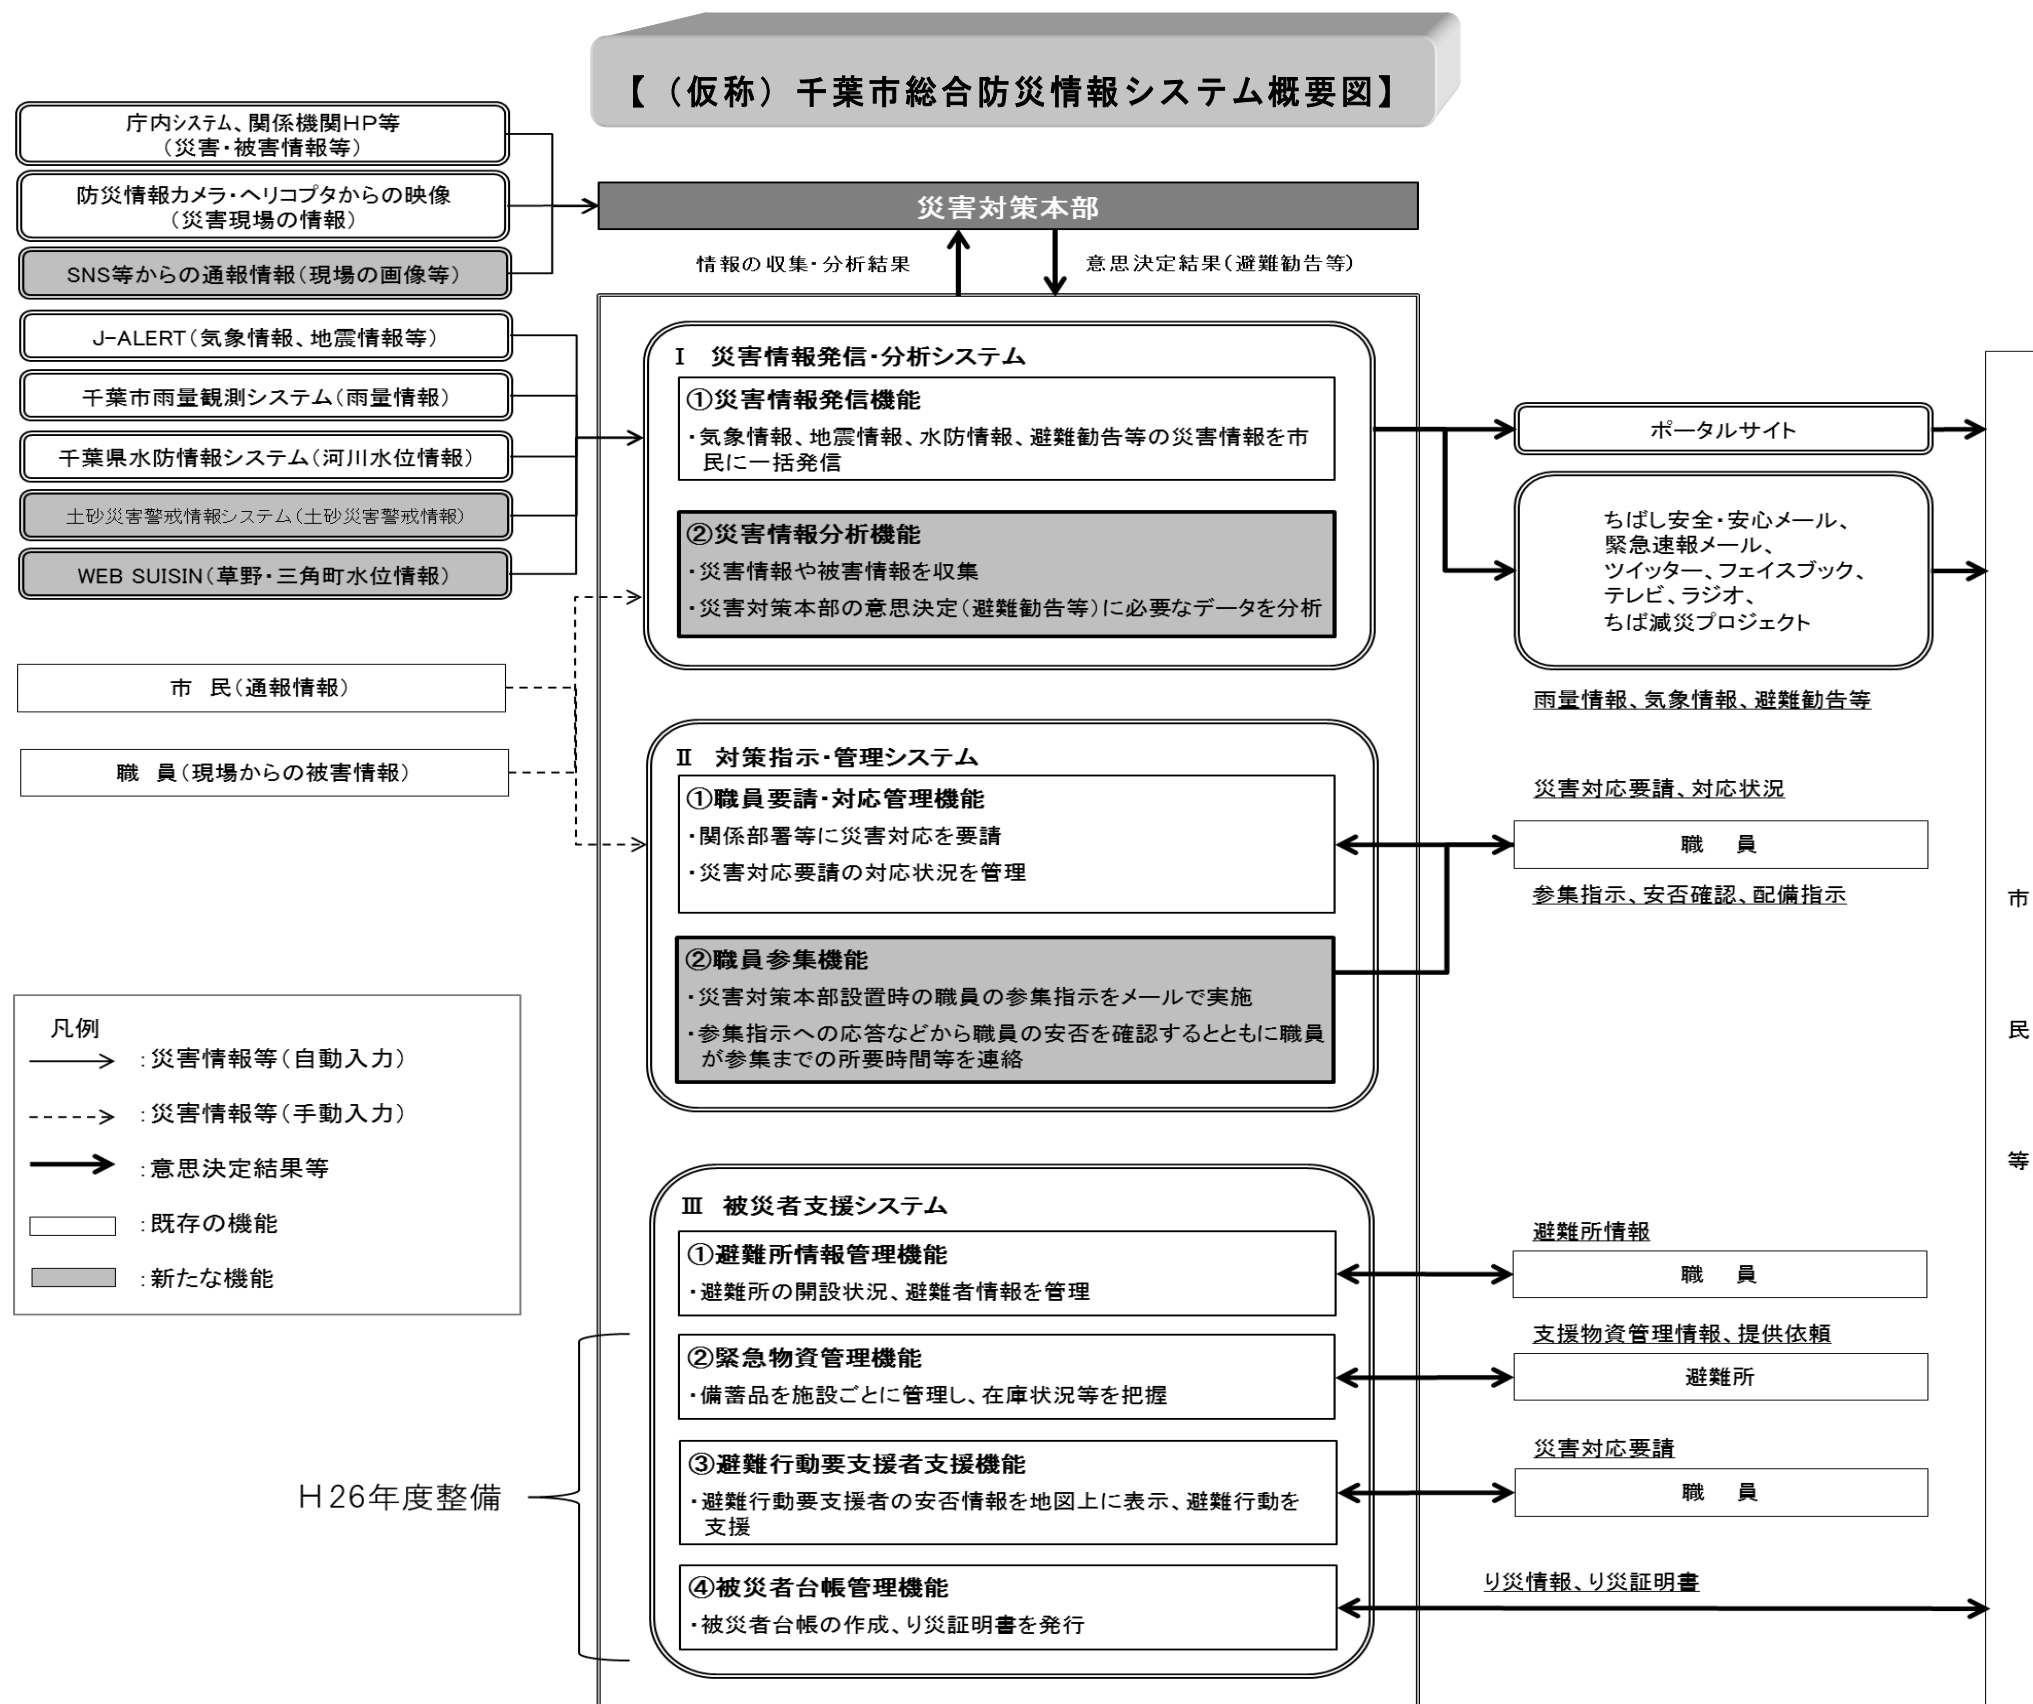 【（仮称）千葉市総合防災情報システム概要図】
庁内システム、関係機関HP等
（災害・被害情報等）
防災情報カメラ・ヘリコプタからの映像
（災害現場の情報）
SNS等からの通報情報（現場の画像等）
J-ALERT（気象情報、地震情報等）
千葉市雨量観測システム（雨量情報）
千葉県水防情報システム（河川水位情報）
土砂災害警戒情報システム（土砂災害警戒情報）
WEB SUISIN（草野・三角町水位情報）
市　民（通報情報）
職　員（現場からの被害情報）
凡例
：災害情報等（自動入力）
：災害情報等（手動入力）
：意思決定結果等
：既存の機能
：新たな機能
H26年度整備
災害対策本部
情報の収集・分析結果
意思決定結果（避難勧告等）
Ⅰ　災害情報発信・分析システム
①災害情報発信機能
・気象情報、地震情報、水防情報、避難勧告等の災害情報を市
民に一括発信
②災害情報分析機能
・災害情報や被害情報を収集
・災害対策本部の意思決定（避難勧告等）に必要なデータを分析
Ⅱ　対策指示・管理システム
①職員要請・対応管理機能
・関係部署等に災害対応を要請
・災害対応要請の対応状況を管理
②職員参集機能
・災害対策本部設置時の職員の参集指示をメールで実施
・参集指示への応答などから職員の安否を確認するとともに職員
が参集までの所要時間等を連絡
Ⅲ　被災者支援システム
①避難所情報管理機能
・避難所の開設状況、避難者情報を管理
②緊急物資管理機能
・備蓄品を施設ごとに管理し、在庫状況等を把握
③避難行動要支援者支援機能
・避難行動要支援者の安否情報を地図上に表示、避難行動を
支援
④被災者台帳管理機能
・被災者台帳の作成、り災証明書を発行
ポータルサイト
ちばし安全・安心メール、
緊急速報メール、
ツイッター、フェイスブック、
テレビ、ラジオ、
ちば減災プロジェクト
雨量情報、気象情報、避難勧告等
災害対応要請、対応状況
職　員
参集指示、安否確認、配備指示
避難所情報
職　員
支援物資管理情報、提供依頼
避難所
災害対応要請
職　員
り災情報、り災証明書
市
民
等